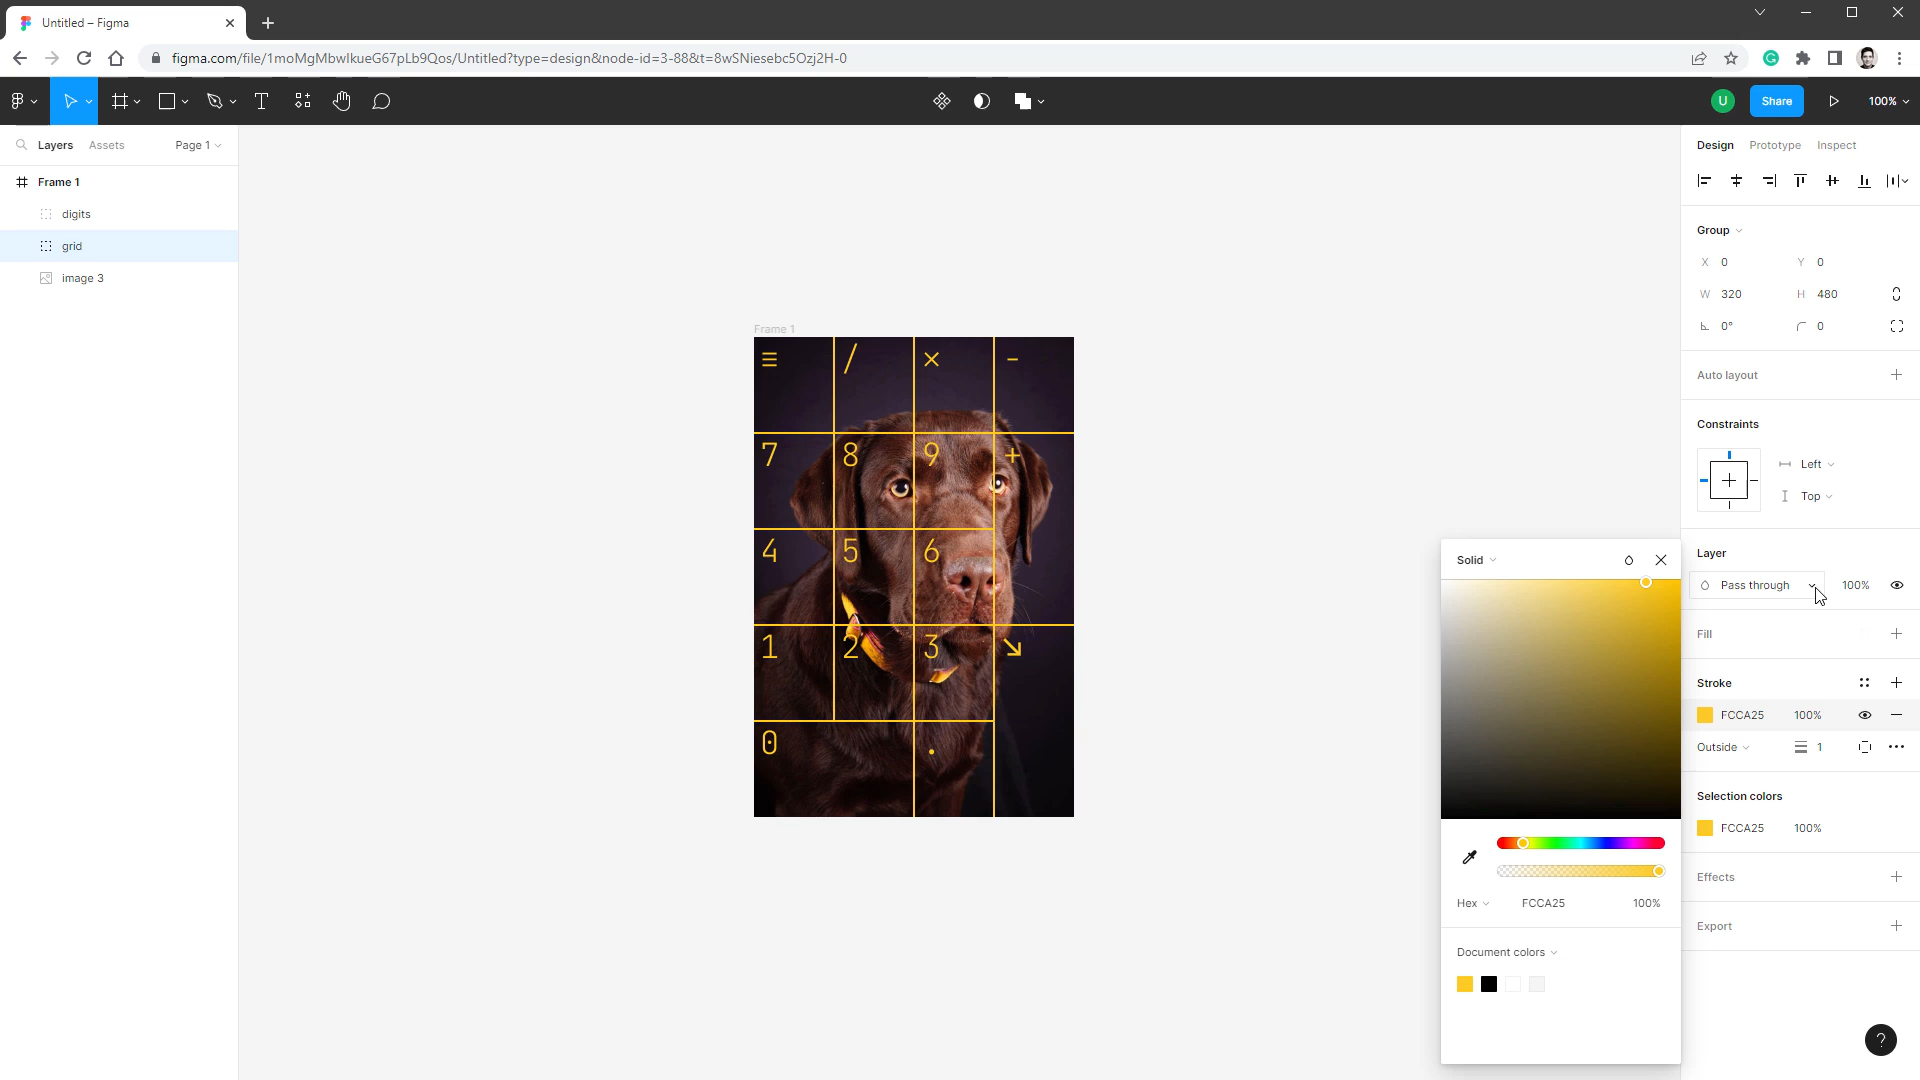 Untitled – Figma
figma.com/file/1moMgMbwlkueG67pLb9Qos/Untitled?type=design&node-id=3-88&t=8wSNiesebc5Ozj2H-0
U
Share
100%
Layers
Assets
Page 1
Frame 1
digits
grid
image 3
Frame 1
/ × -
7 8 9 +
4 5 6
1 2 3
0 .
Design Prototype Inspect
Group
X 0 Y 0
W 320 H 480
0° 0
Auto layout
Constraints
Left
Top
Layer
Pass through 100%
Fill
Stroke
FCCA25 100%
Outside 1
Selection colors
FCCA25 100%
Effects
Export
Solid
Hex FCCA25 100%
Document colors
?